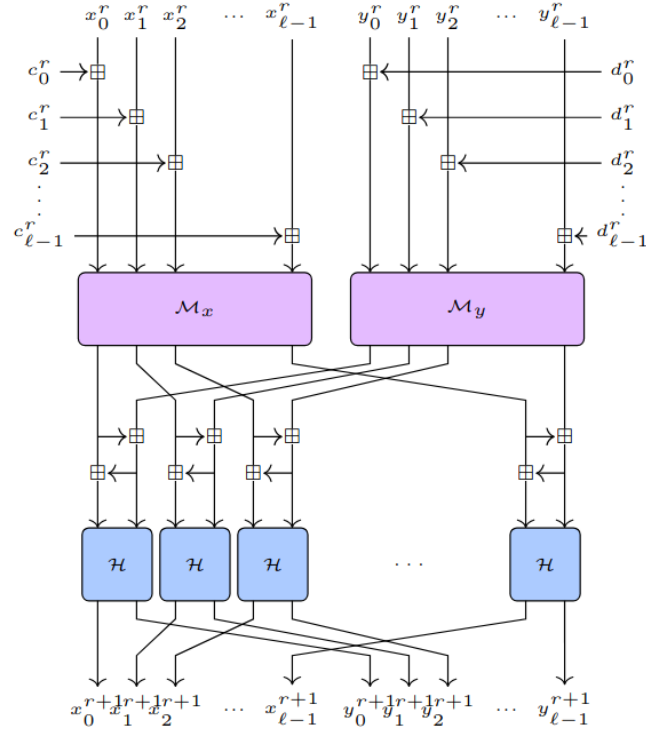 x_0^r x_1^r x_2^r ... x_{ℓ−1}^r y_0^r y_1^r y_2^r ... y_{ℓ−1}^r
c_0^r d_0^r
c_1^r d_1^r
c_2^r d_2^r
⋮ ⋮
c_{ℓ−1}^r d_{ℓ−1}^r
ℳ_x ℳ_y
ℋ ℋ ℋ ... ℋ
x_0^{r+1} x_1^{r+1} x_2^{r+1} ... x_{ℓ−1}^{r+1} y_0^{r+1} y_1^{r+1} y_2^{r+1} ... y_{ℓ−1}^{r+1}